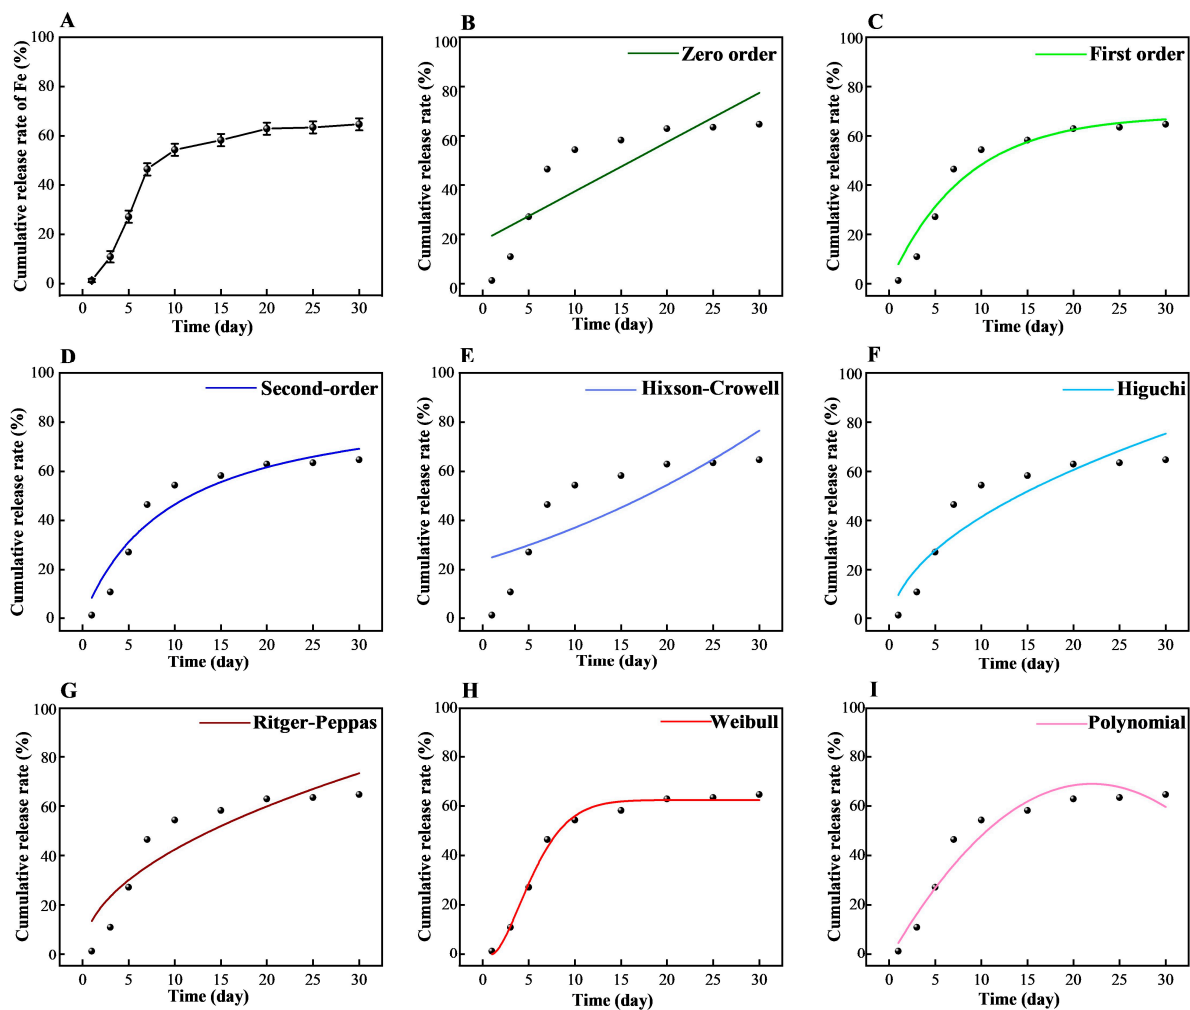 A
Cumulative release rate of Fe (%)
100
80
60
40
20
0
0 5 10 15 20 25 30
Time (day)
B
Zero order
Cumulative release rate (%)
100
80
60
40
20
0
0 5 10 15 20 25 30
Time (day)
C
First order
Cumulative release rate (%)
100
80
60
40
20
0
0 5 10 15 20 25 30
Time (day)
D
Second-order
Cumulative release rate (%)
100
80
60
40
20
0
0 5 10 15 20 25 30
Time (day)
E
Hixson-Crowell
Cumulative release rate (%)
100
80
60
40
20
0
0 5 10 15 20 25 30
Time (day)
F
Higuchi
Cumulative release rate (%)
100
80
60
40
20
0
0 5 10 15 20 25 30
Time (day)
G
Ritger-Peppas
Cumulative release rate (%)
100
80
60
40
20
0
0 5 10 15 20 25 30
Time (day)
H
Weibull
Cumulative release rate (%)
100
80
60
40
20
0
0 5 10 15 20 25 30
Time (day)
I
Polynomial
Cumulative release rate (%)
100
80
60
40
20
0
0 5 10 15 20 25 30
Time (day)